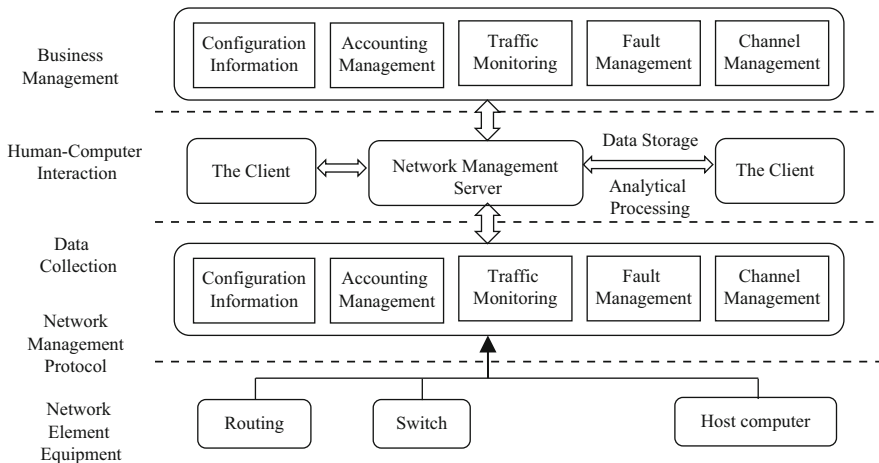 Business
Management
Configuration
Information
Accounting
Management
Traffic
Monitoring
Fault
Management
Channel
Management
Human-Computer
Interaction
The Client
Network Management
Server
Data Storage
Analytical
Processing
The Client
Data
Collection
Configuration
Information
Accounting
Management
Traffic
Monitoring
Fault
Management
Channel
Management
Network
Management
Protocol
Network
Element
Equipment
Routing
Switch
Host computer